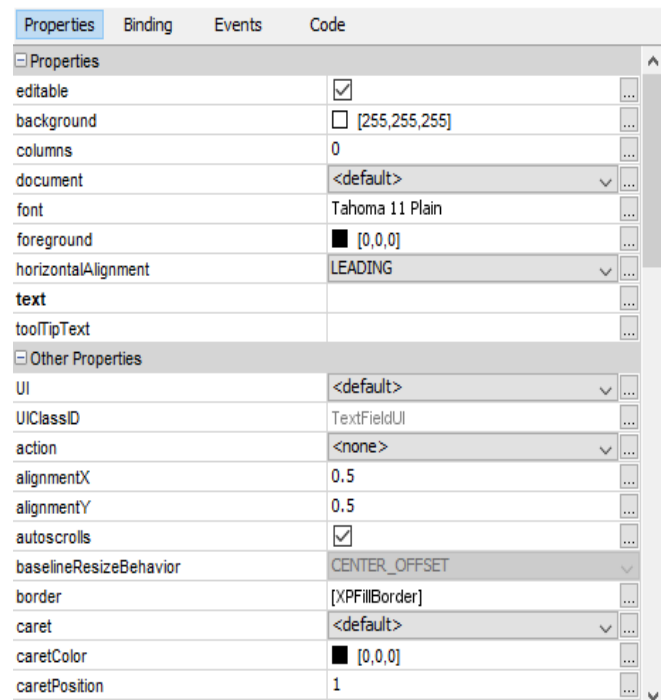 Properties Binding Events Code
Properties
editable
background [255,255,255]
columns 0
document <default>
font Tahoma 11 Plain
foreground [0,0,0]
horizontalAlignment LEADING
text
toolTipText
Other Properties
UI <default>
UIClassID TextFieldUI
action <none>
alignmentX 0.5
alignmentY 0.5
autoscrolls
baselineResizeBehavior CENTER_OFFSET
border [XPFillBorder]
caret <default>
caretColor [0,0,0]
caretPosition 1